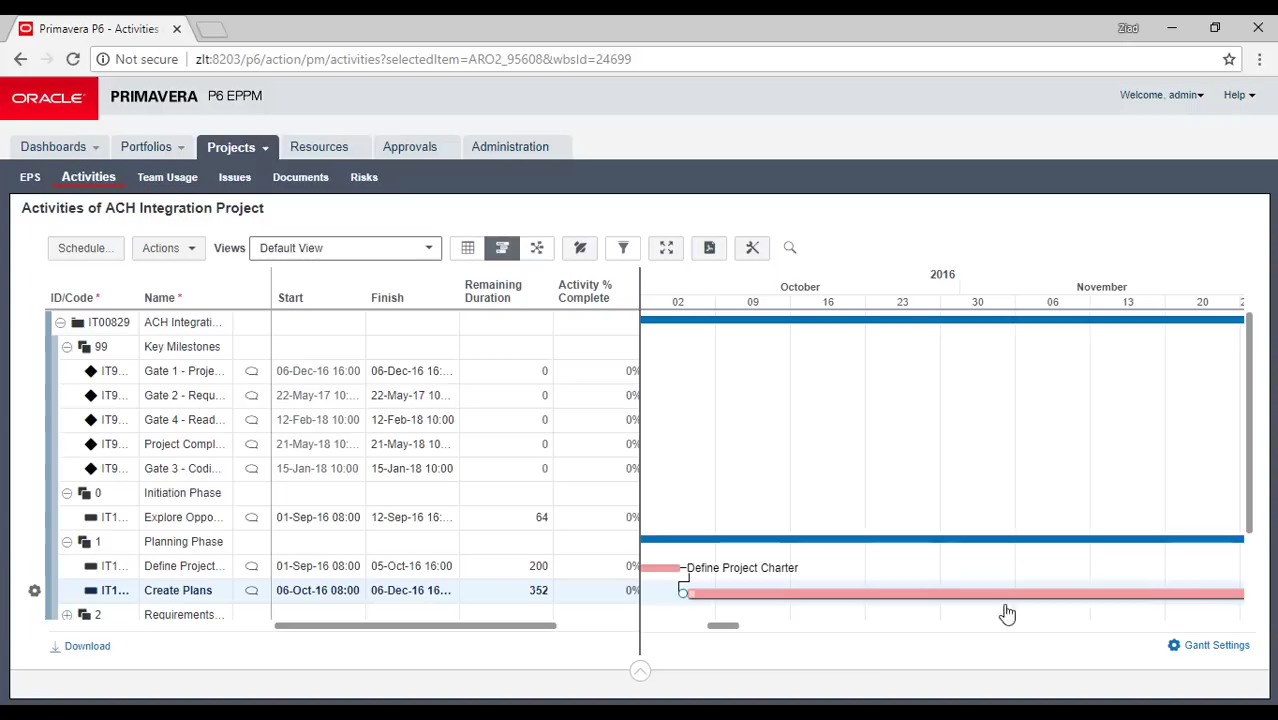 Primavera P6 - Activities
Ziad
Not secure zlt:8203/p6/action/pm/activities?selectedItem=ARO2_95608&wbsId=24699
ORACLE PRIMAVERA P6 EPPM
Welcome, admin Help
Dashboards Portfolios Projects Resources Approvals Administration
EPS Activities Team Usage Issues Documents Risks
Activities of ACH Integration Project
Schedule... Actions Views Default View
2016
ID/Code * Name * Start Finish Remaining Duration Activity % Complete October November
02 09 16 23 30 06 13 20 2
IT00829 ACH Integrati...
99 Key Milestones
IT9... Gate 1 - Proje... 06-Dec-16 16:00 06-Dec-16 16:... 0 0%
IT9... Gate 2 - Requ... 22-May-17 10:... 22-May-17 10... 0 0%
IT9... Gate 4 - Read... 12-Feb-18 10:00 12-Feb-18 10:00 0 0%
IT9... Project Compl... 21-May-18 10:... 21-May-18 10... 0 0%
IT9... Gate 3 - Codi... 15-Jan-18 10:00 15-Jan-18 10:00 0 0%
0 Initiation Phase
IT1... Explore Oppo... 01-Sep-16 08:00 12-Sep-16 16:... 64 0%
1 Planning Phase
IT1... Define Project... 01-Sep-16 08:00 05-Oct-16 16:00 200 0% Define Project Charter
IT1... Create Plans 06-Oct-16 08:00 06-Dec-16 16... 352 0%
2 Requirements...
Download Gantt Settings